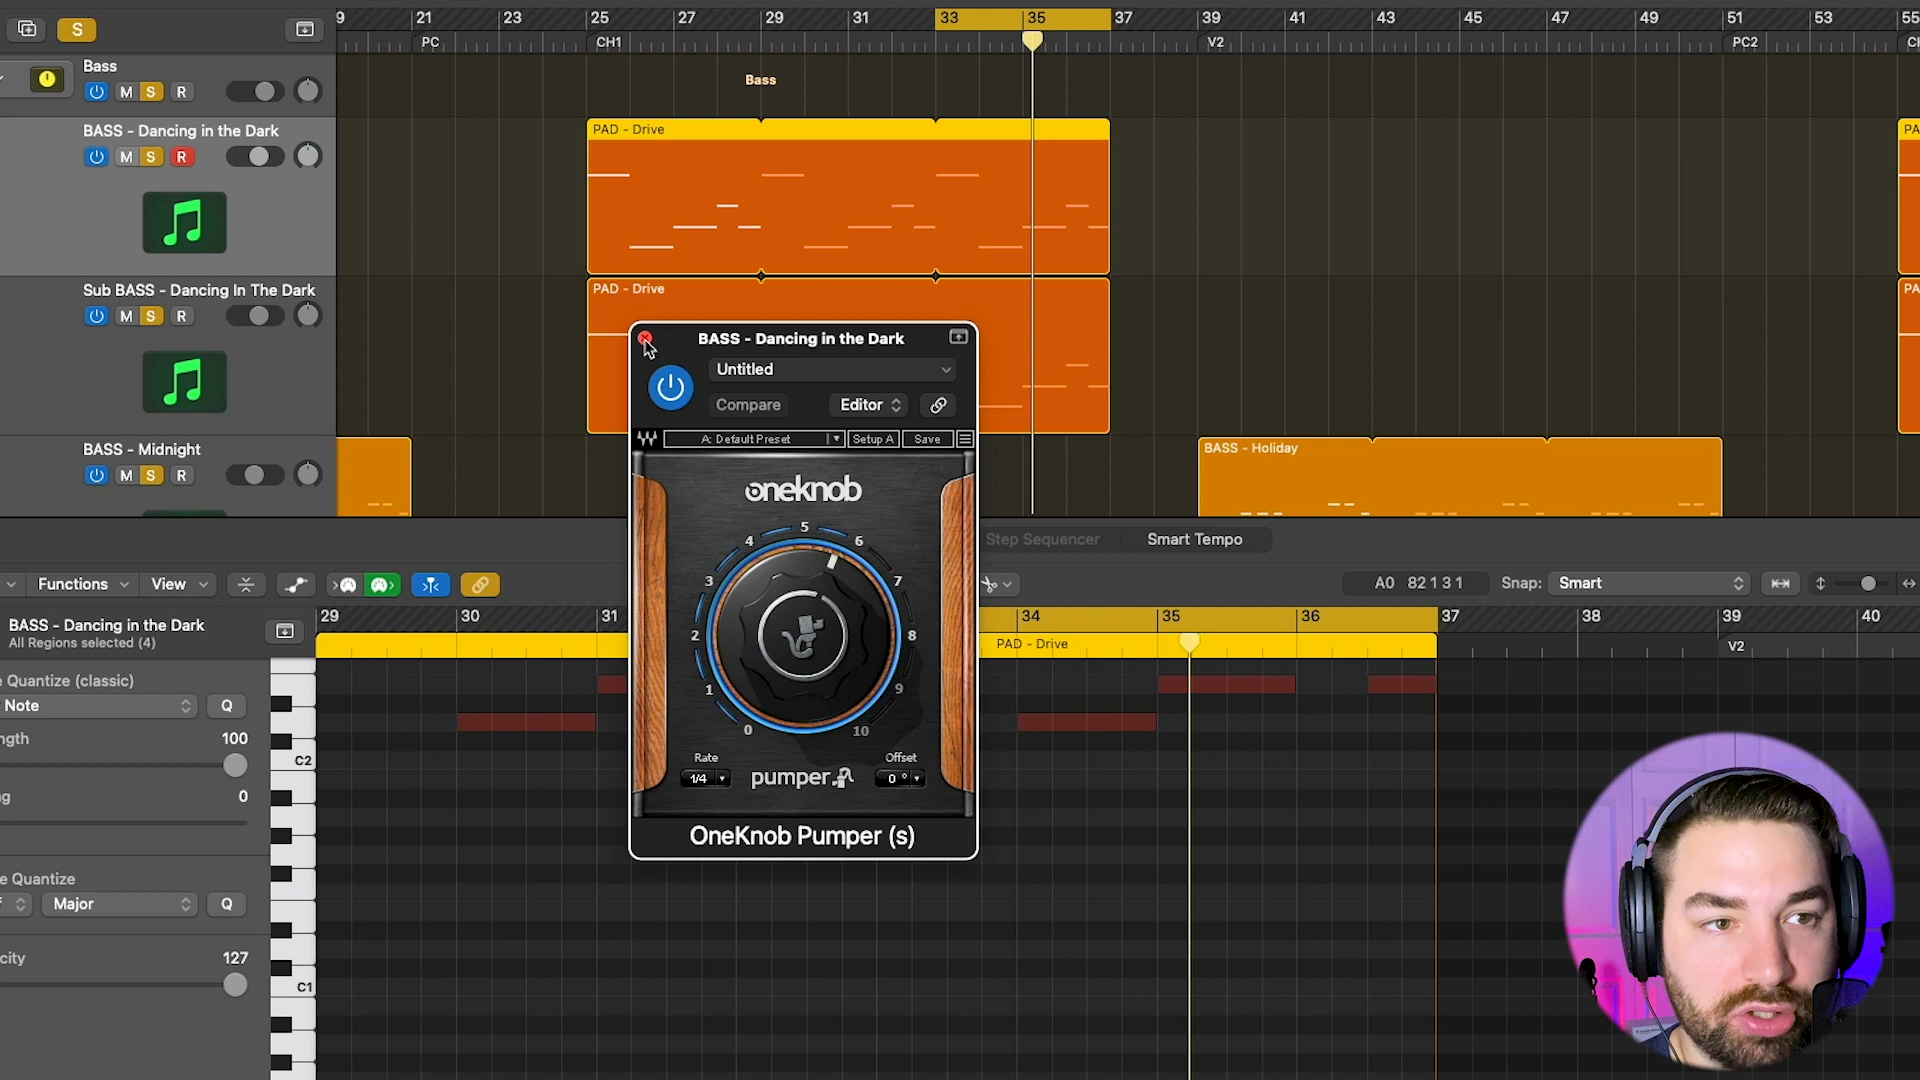 9 21 23 25 27 29 31 33 35 37 39 41 43 45 47 49 51 53 55
S
PC CH1 V2 PC2
Bass
M S R
Bass
BASS - Dancing in the Dark
M S R
PAD - Drive
Sub BASS - Dancing In The Dark
M S R
PAD - Drive
BASS - Midnight
M S R
BASS - Holiday
PA
PA
BASS - Dancing in the Dark
Untitled
Compare
Editor
A: Default Preset Setup A Save
oneknob
0 1 2 3 4 5 6 7 8 9 10
Rate Offset
1/4 pumper 0 °
OneKnob Pumper (s)
Step Sequencer Smart Tempo
Functions View
A0 82 1 3 1 Snap: Smart
29 30 31 34 35 36 37 38 39 40
BASS - Dancing in the Dark
All Regions selected (4)
PAD - Drive
V2
e Quantize (classic)
Note Q
ngth 100
C2
g 0
e Quantize
Major Q
city 127
C1